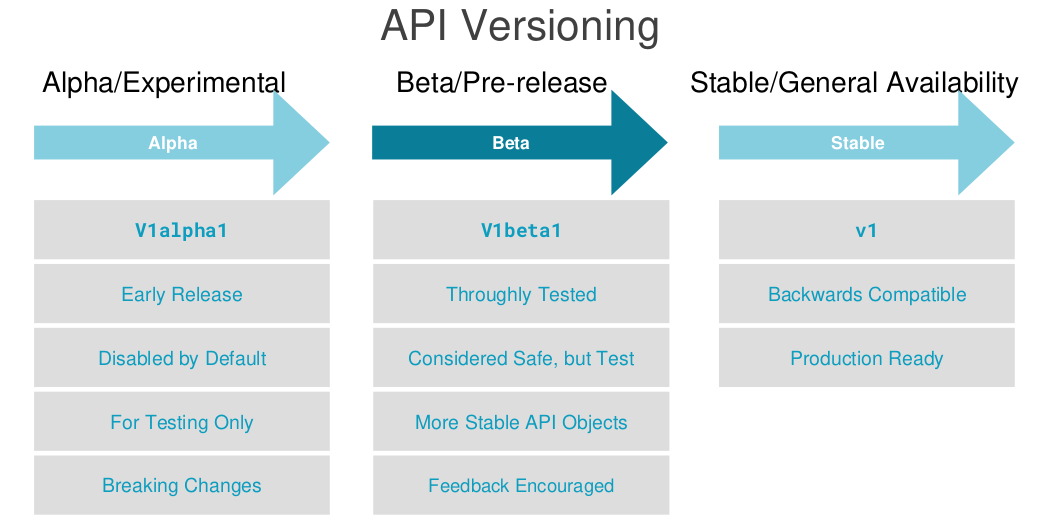 API Versioning
Alpha/Experimental
Beta/Pre-release
Stable/General Availability
Alpha
Beta
Stable
V1alpha1
V1beta1
v1
Early Release
Throughly Tested
Backwards Compatible
Disabled by Default
Considered Safe, but Test
Production Ready
For Testing Only
More Stable API Objects
Breaking Changes
Feedback Encouraged